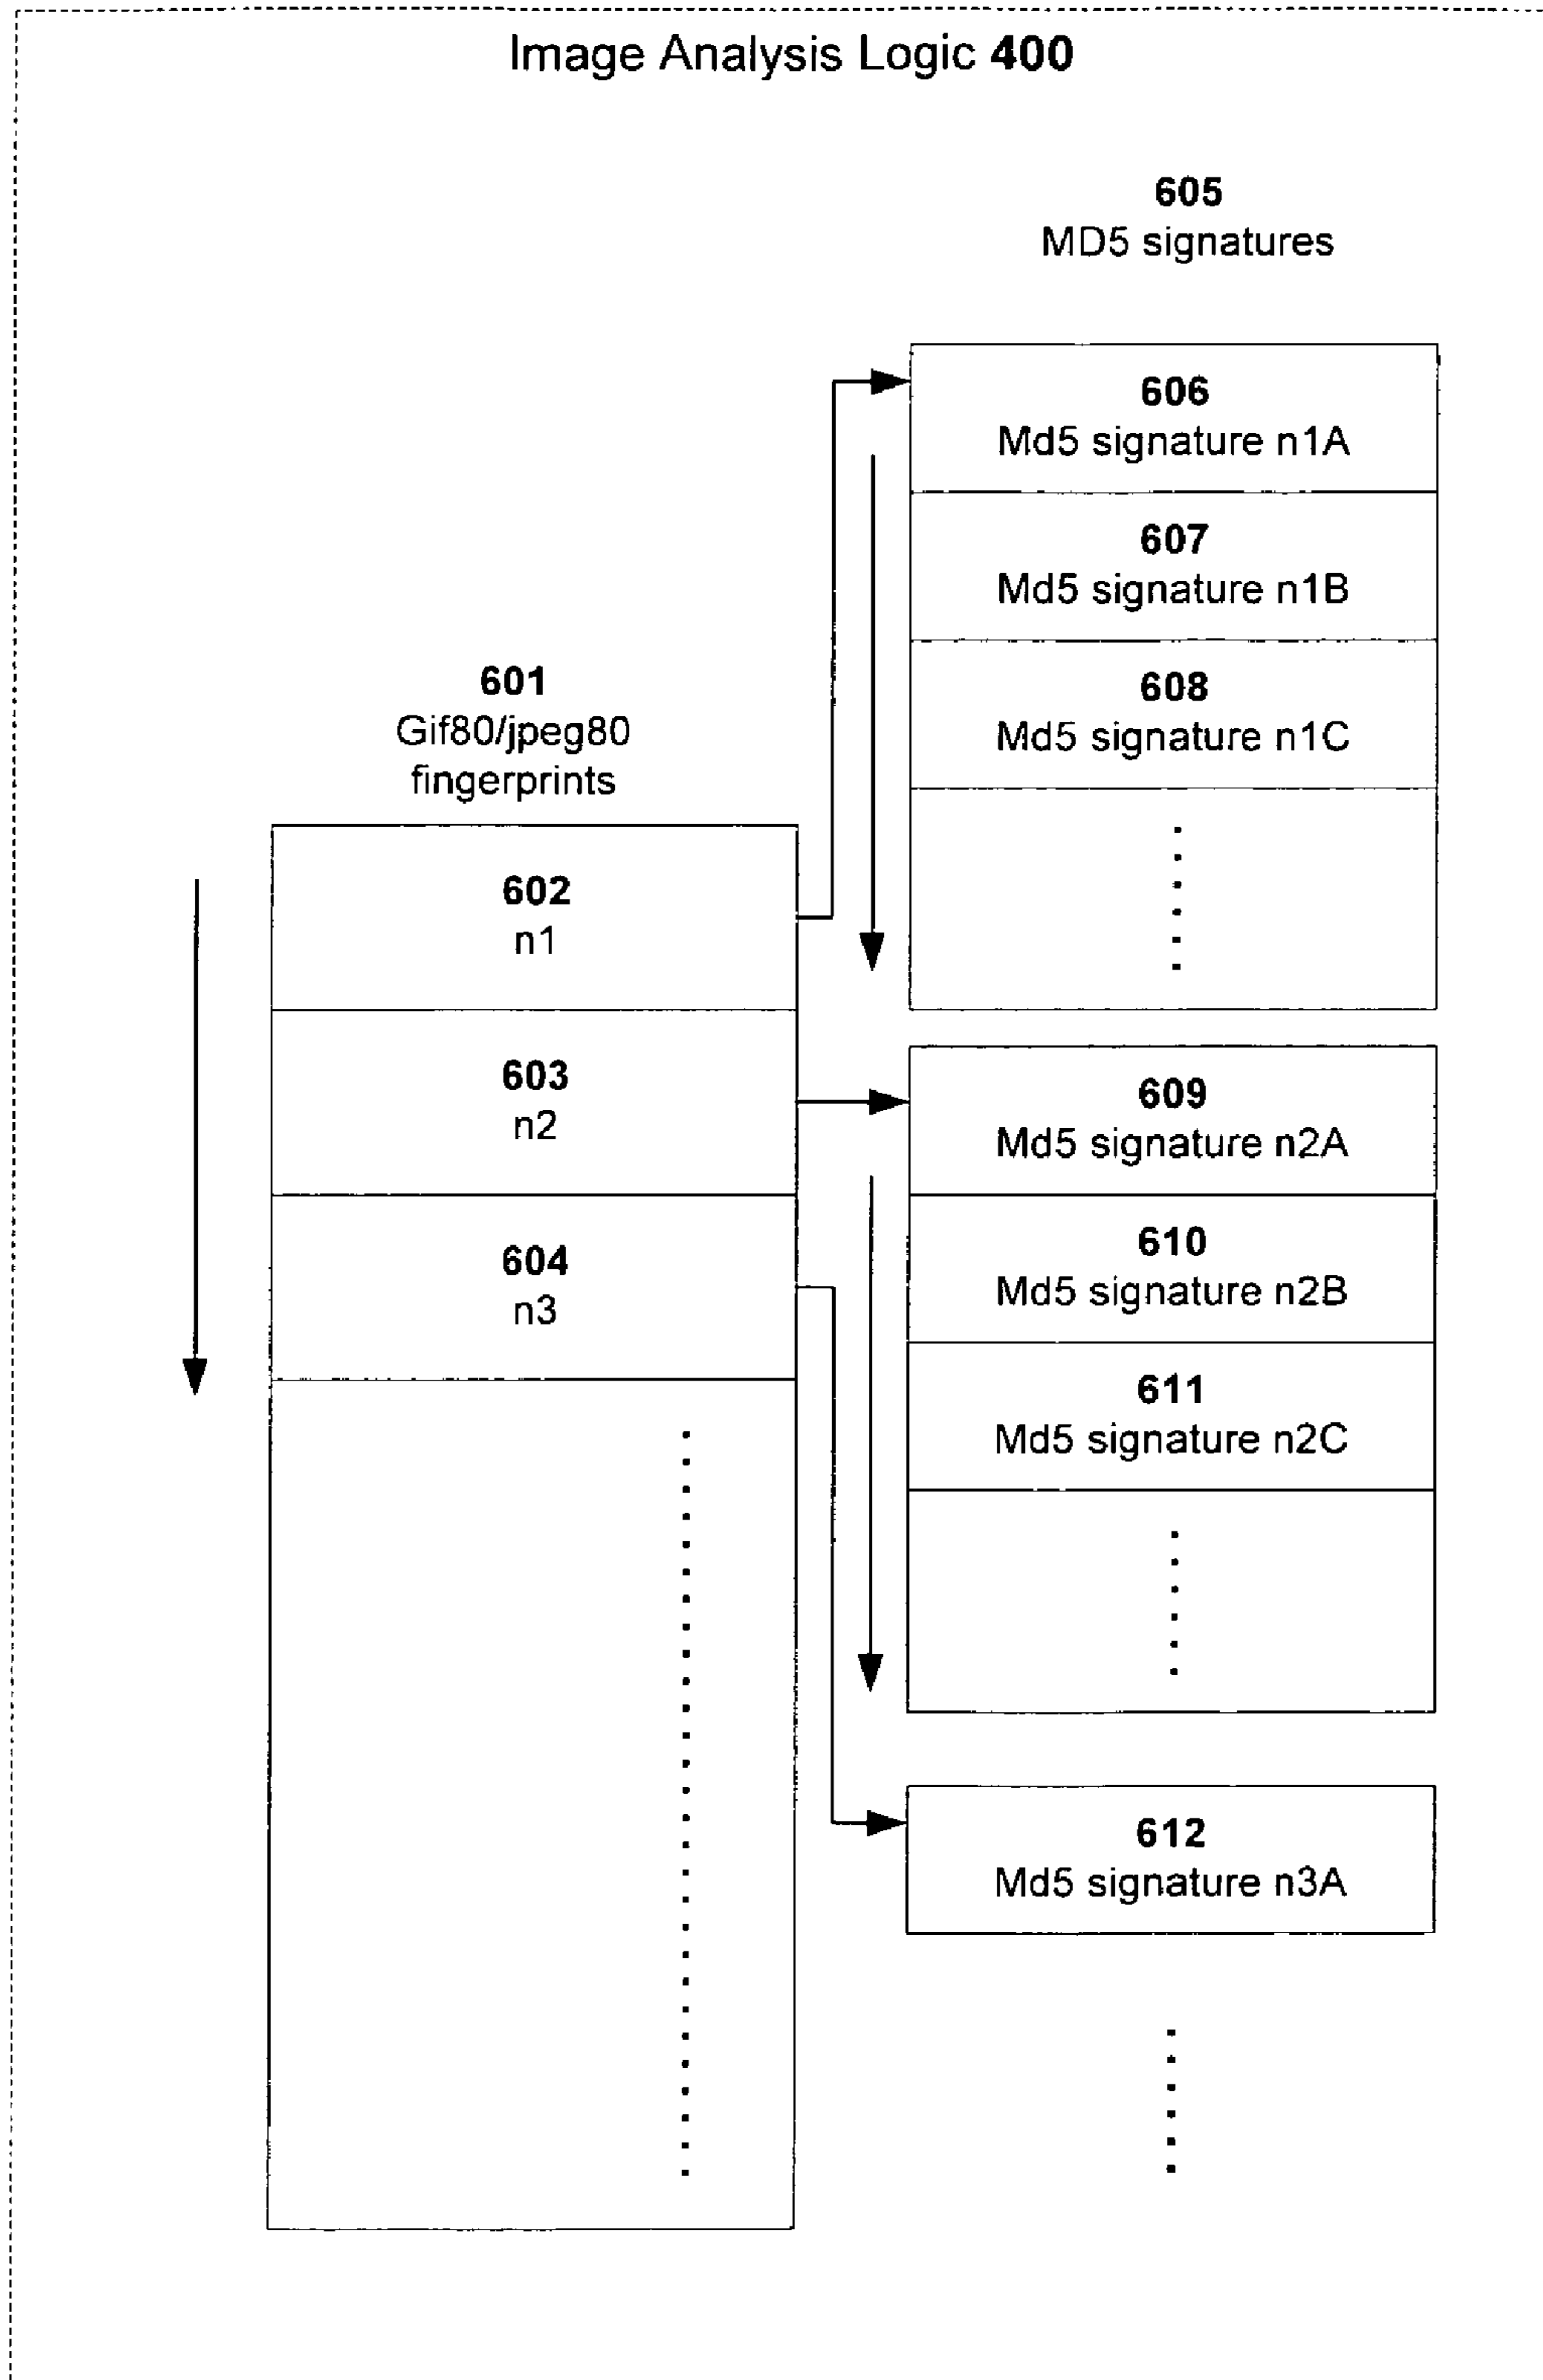 Image Analysis Logic 400
605
MD5 signatures
606
Md5 signature n1A
607
Md5 signature n1B
608
Md5 signature n1C
601
Gif80/jpeg80
fingerprints
602
n1
603
n2
604
n3
609
Md5 signature n2A
610
Md5 signature n2B
611
Md5 signature n2C
612
Md5 signature n3A